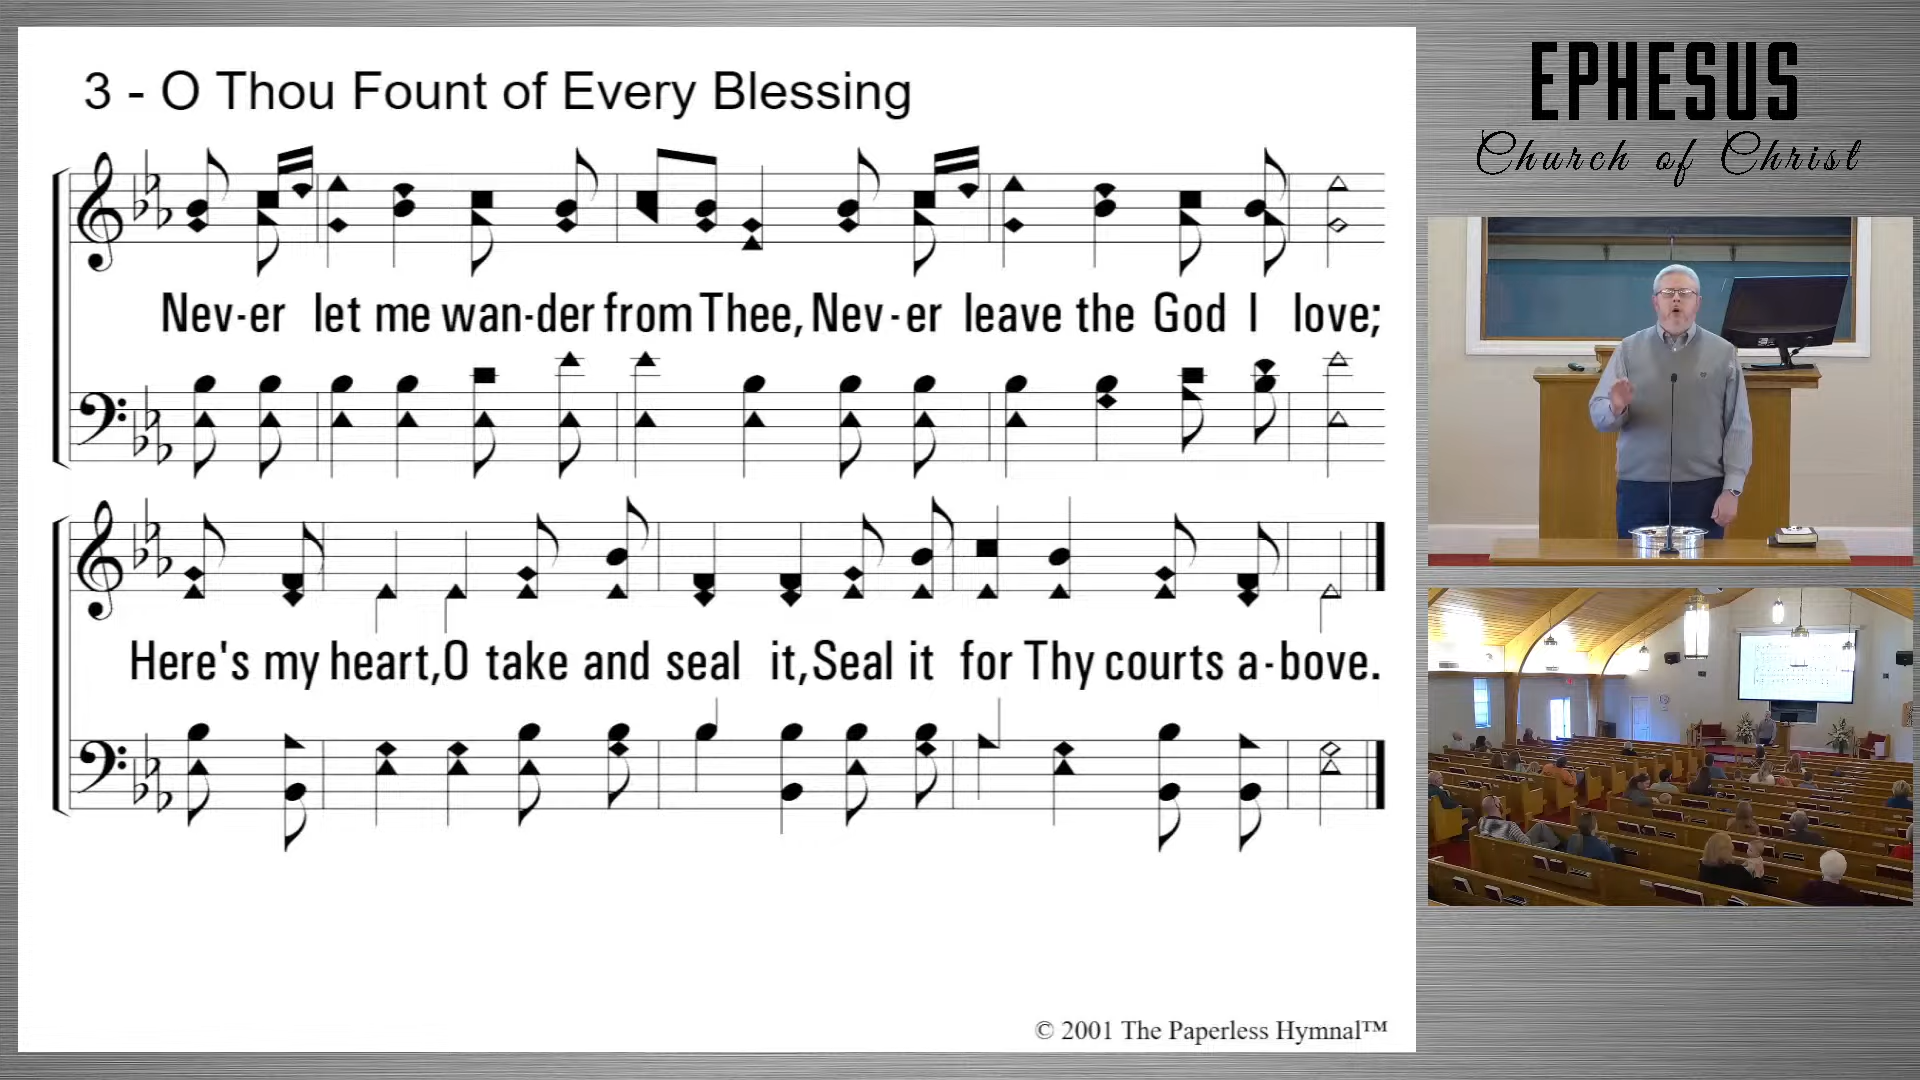 3 - O Thou Fount of Every Blessing
Nev-er let me wan-der from Thee, Nev-er leave the God I love;
Here's my heart, O take and seal it, Seal it for Thy courts a-bove.
© 2001 The Paperless Hymnal™
EPHESUS
Church of Christ